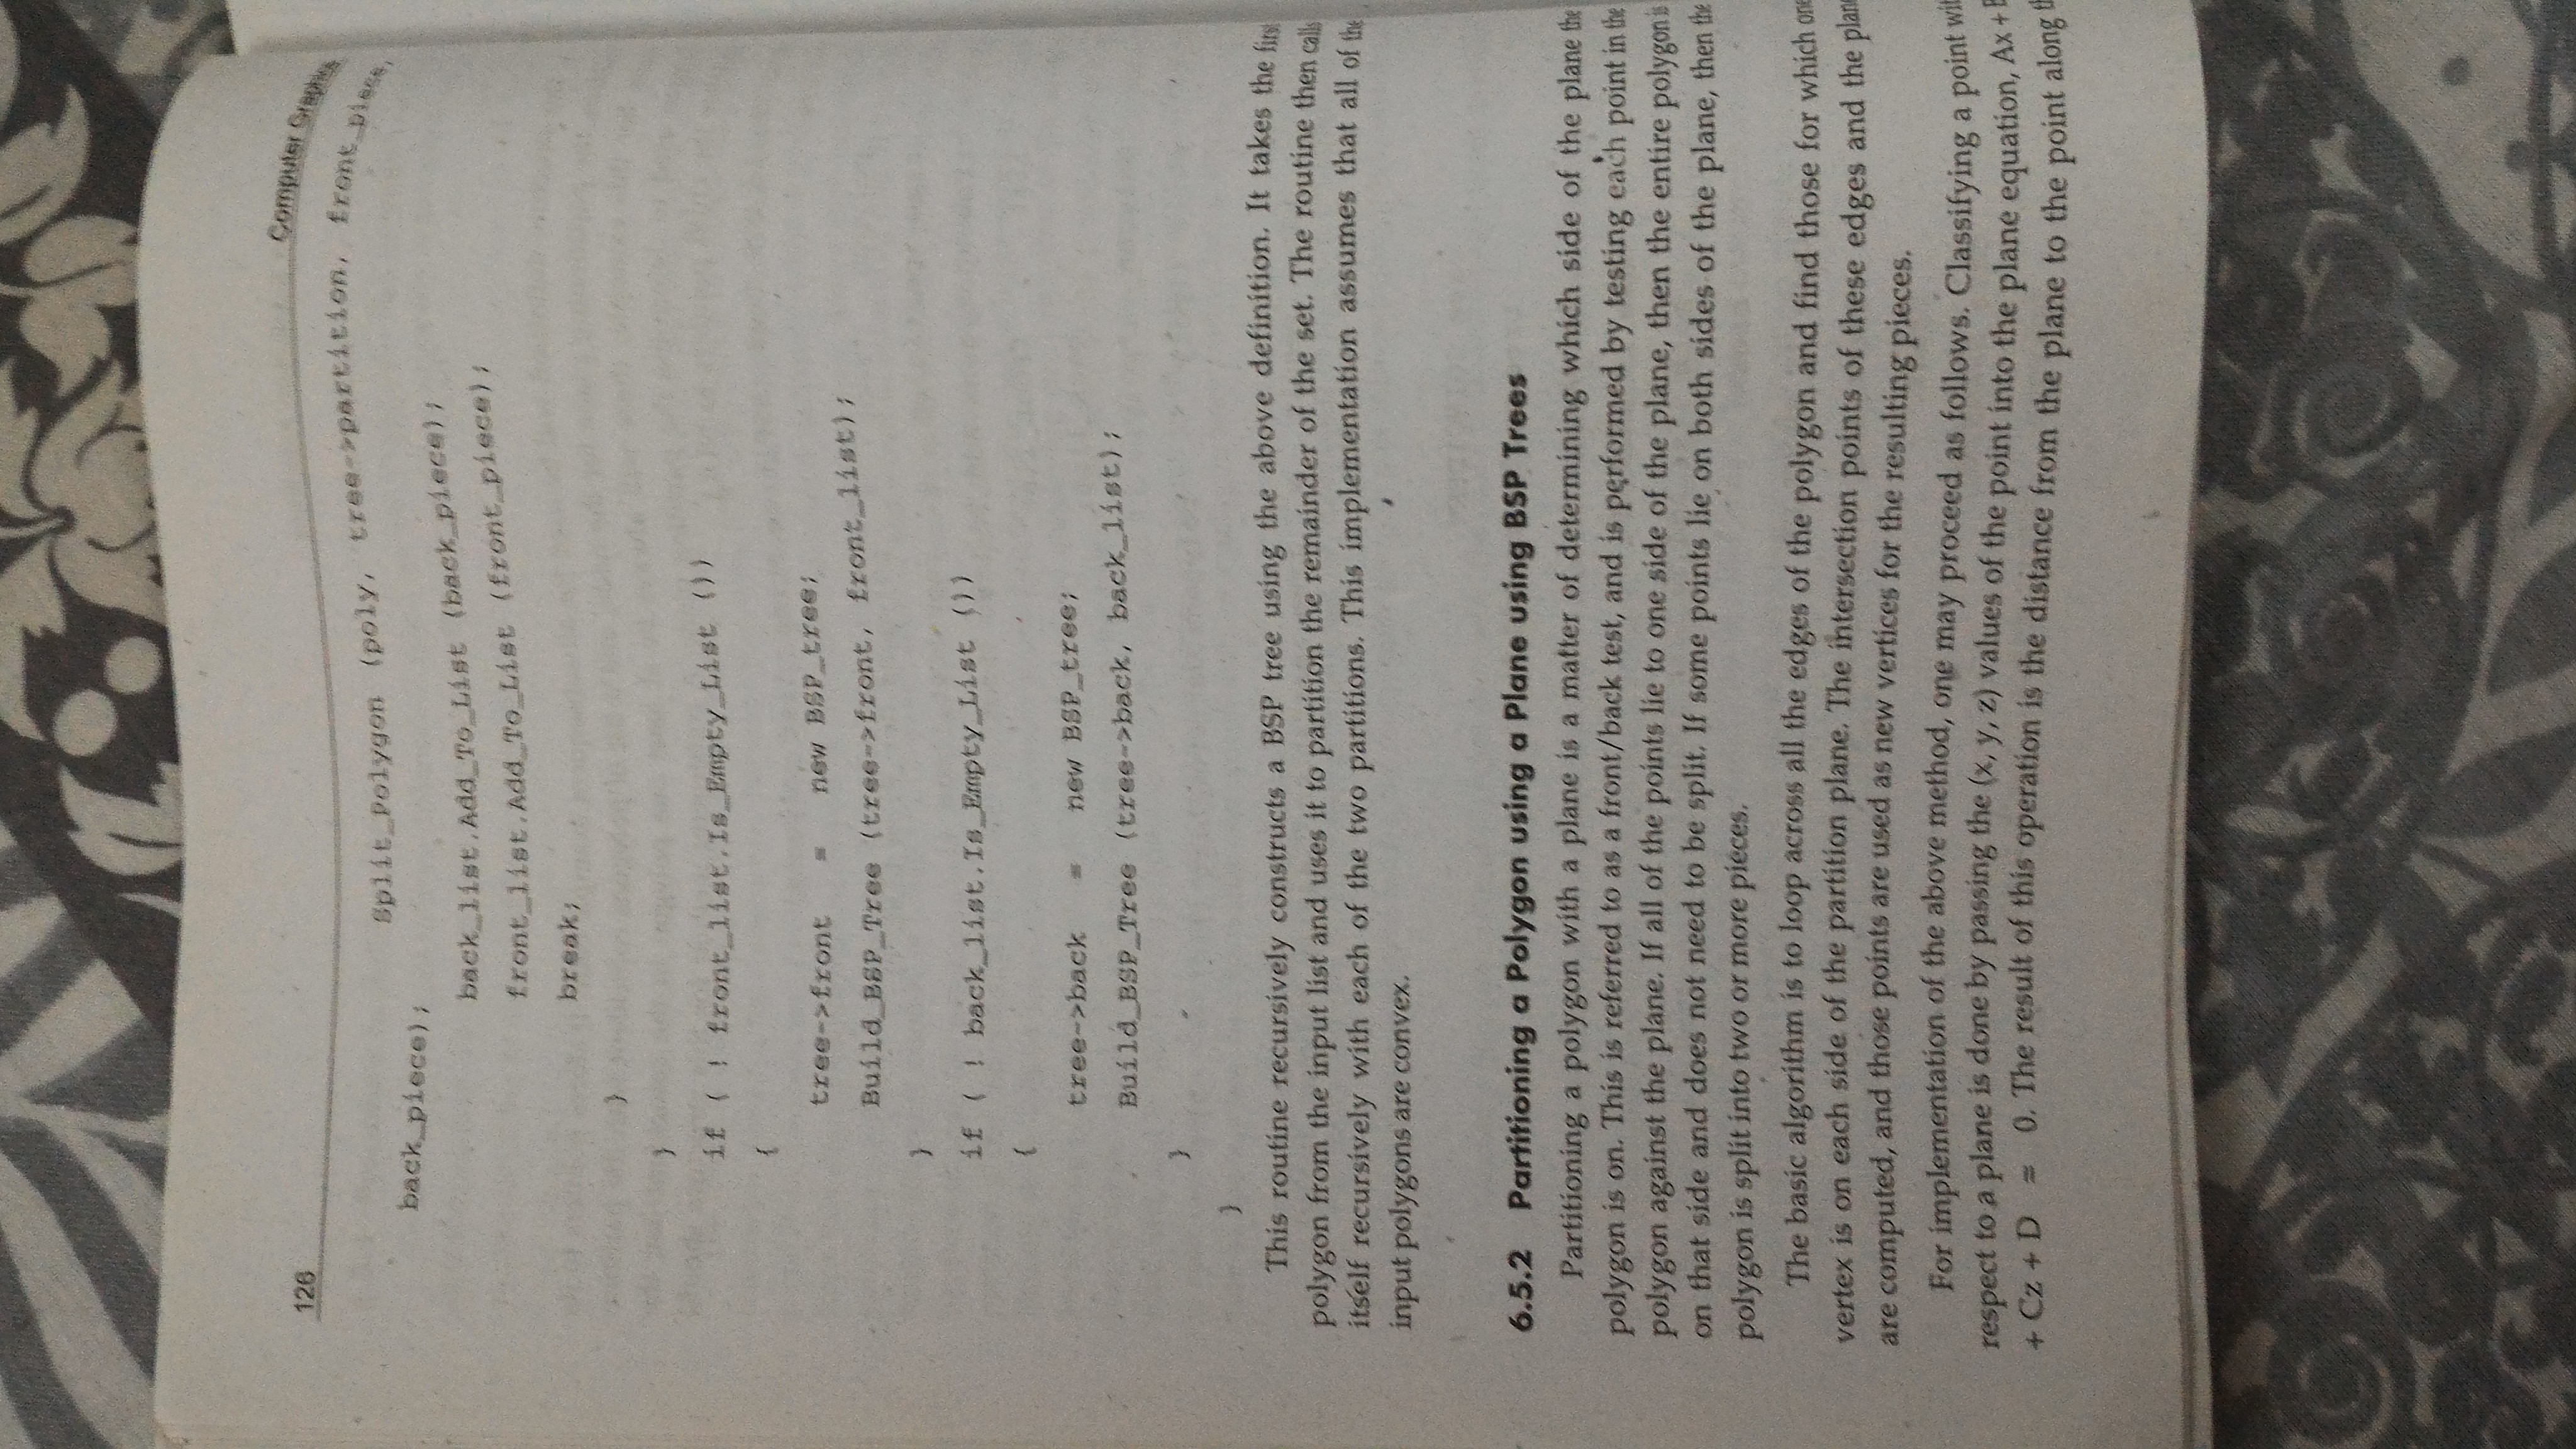 126
Computer Graphics
Split_Polygon (poly, tree->partition, front_piece,
back_piece);
back_list.Add_To_List (back_piece);
front_list.Add_To_List (front_piece);
break;
}
}
if ( ! front_list.Is_Empty_List ())
{
tree->front = new BSP_tree;
Build_BSP_Tree (tree->front, front_list);
}
if ( ! back_list.Is_Empty_List ())
{
tree->back = new BSP_tree;
Build_BSP_Tree (tree->back, back_list);
}
}
This routine recursively constructs a BSP tree using the above definition. It takes the first
polygon from the input list and uses it to partition the remainder of the set. The routine then calls
itself recursively with each of the two partitions. This implementation assumes that all of the
input polygons are convex.
6.5.2 Partitioning a Polygon using a Plane using BSP Trees
Partitioning a polygon with a plane is a matter of determining which side of the plane the
polygon is on. This is referred to as a front/back test, and is performed by testing each point in the
polygon against the plane. If all of the points lie to one side of the plane, then the entire polygon is
on that side and does not need to be split. If some points lie on both sides of the plane, then the
polygon is split into two or more pieces.
The basic algorithm is to loop across all the edges of the polygon and find those for which one
vertex is on each side of the partition plane. The intersection points of these edges and the plane
are computed, and those points are used as new vertices for the resulting pieces.
For implementation of the above method, one may proceed as follows. Classifying a point
respect to a plane is done by passing the (x, y, z) values of the point into the plane equation, Ax +
+ Cz + D = 0. The result of this operation is the distance from the plane to the point along